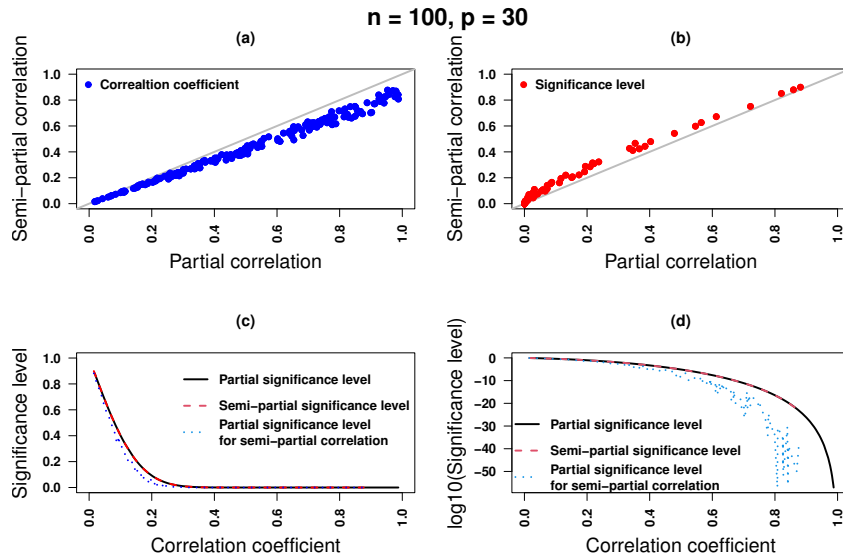 n = 100, p = 30
(a)
Semi−partial correlation
1.0
0.8
0.6
0.4
0.2
0.0
Correaltion coefficient
0.0 0.2 0.4 0.6 0.8 1.0
Partial correlation
(b)
Semi−partial correlation
1.0
0.8
0.6
0.4
0.2
0.0
Significance level
0.0 0.2 0.4 0.6 0.8 1.0
Partial correlation
(c)
Significance level
1.0
0.8
0.6
0.4
0.2
0.0
Partial significance level
Semi−partial significance level
Partial significance level
for semi−partial correlation
0.0 0.2 0.4 0.6 0.8 1.0
Correlation coefficient
(d)
log10(Significance level)
0
−10
−20
−30
−40
−50
Partial significance level
Semi−partial significance level
Partial significance level
for semi−partial correlation
0.0 0.2 0.4 0.6 0.8 1.0
Correlation coefficient